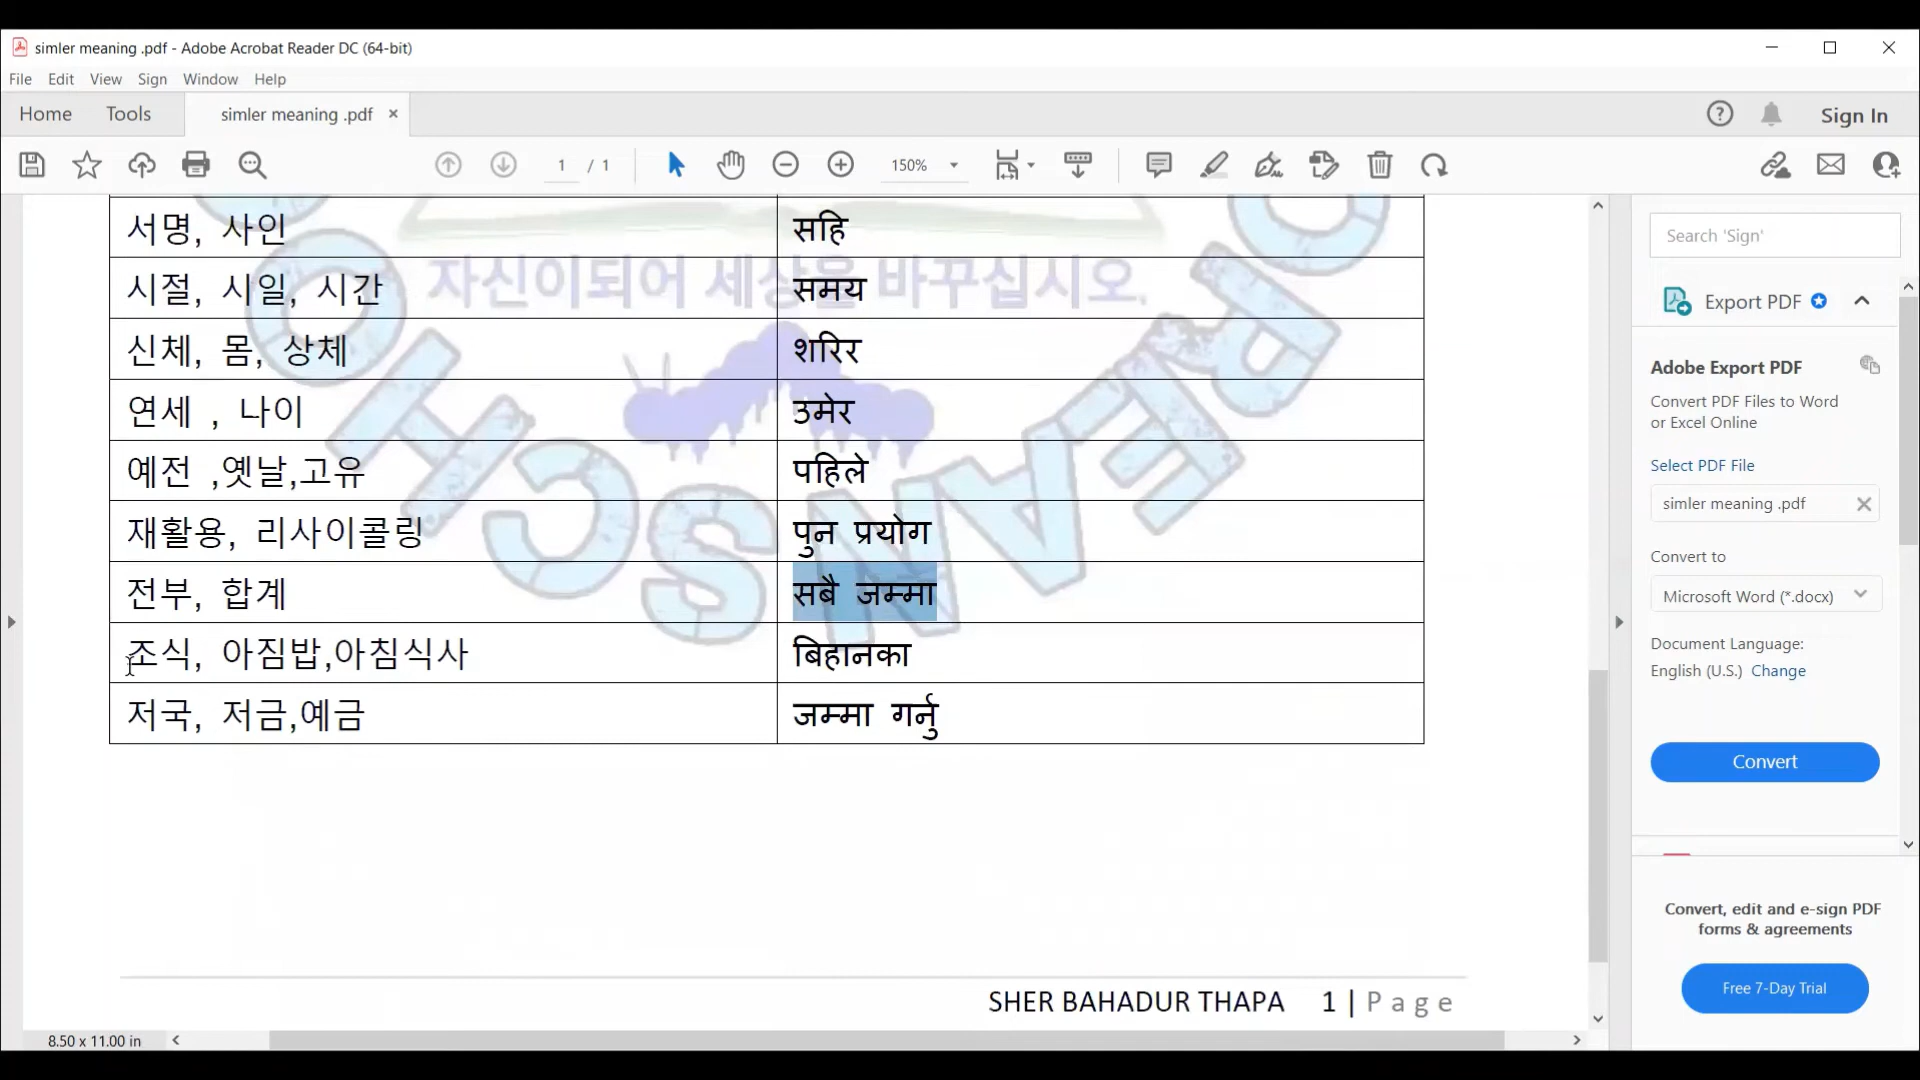 simler meaning .pdf - Adobe Acrobat Reader DC (64-bit)
File Edit View Sign Window Help
Home Tools simler meaning .pdf × Sign In
1 / 1 150%
서명, 사인 सहि
시절, 시일, 시간 समय
자신이되어 세상을 바꾸십시오.
신체, 몸, 상체 शरिर
연세 , 나이 उमेर
예전 ,옛날,고유 पहिले
재활용, 리사이콜링 पुन प्रयोग
전부, 합계 सबै जम्मा
조식, 아짐밥,아침식사 बिहानका
저국, 저금,예금 जम्मा गर्नु
DREAMS SCHO
SHER BAHADUR THAPA 1 | Page
8.50 x 11.00 in
Search 'Sign'
Export PDF
Adobe Export PDF
Convert PDF Files to Word
or Excel Online
Select PDF File
simler meaning .pdf
Convert to
Microsoft Word (*.docx)
Document Language:
English (U.S.) Change
Convert
Convert, edit and e-sign PDF
forms & agreements
Free 7-Day Trial